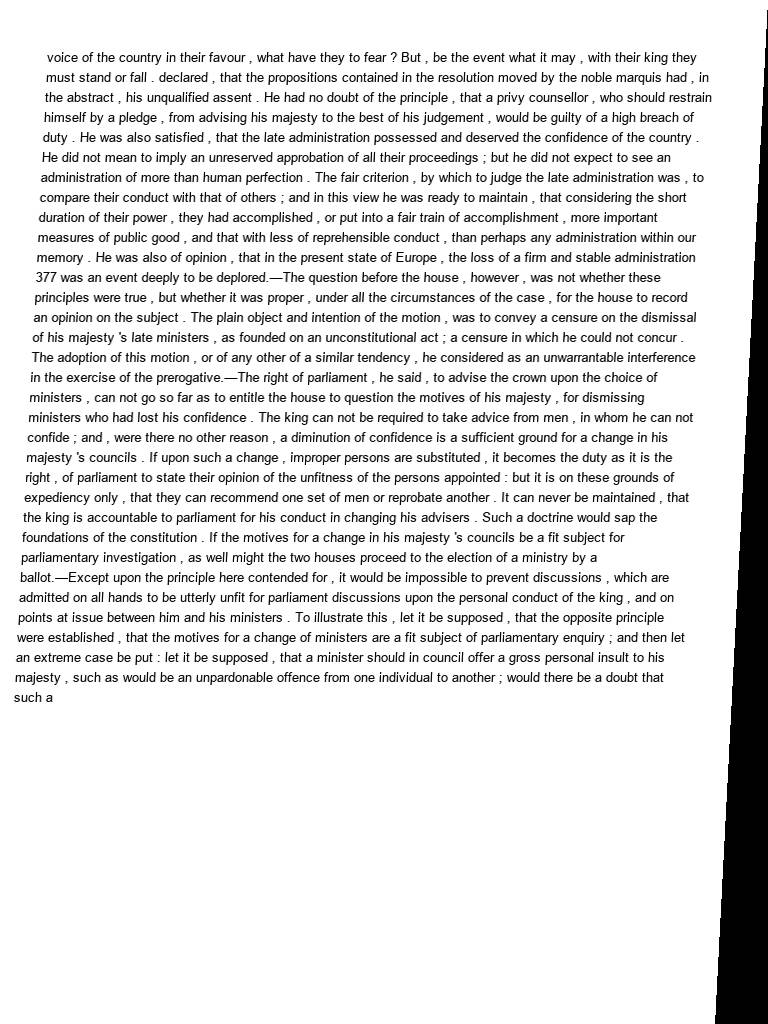 voice of the country in their favour , what have they to fear ? But , be the event what it may , with their king they
must stand or fall . declared , that the propositions contained in the resolution moved by the noble marquis had , in
the abstract , his unqualified assent . He had no doubt of the principle , that a privy counsellor , who should restrain
himself by a pledge , from advising his majesty to the best of his judgement , would be guilty of a high breach of
duty . He was also satisfied , that the late administration possessed and deserved the confidence of the country .
He did not mean to imply an unreserved approbation of all their proceedings ; but he did not expect to see an
administration of more than human perfection . The fair criterion , by which to judge the late administration was , to
compare their conduct with that of others ; and in this view he was ready to maintain , that considering the short
duration of their power , they had accomplished , or put into a fair train of accomplishment , more important
measures of public good , and that with less of reprehensible conduct , than perhaps any administration within our
memory . He was also of opinion , that in the present state of Europe , the loss of a firm and stable administration
377 was an event deeply to be deplored.—The question before the house , however , was not whether these
principles were true , but whether it was proper , under all the circumstances of the case , for the house to record
an opinion on the subject . The plain object and intention of the motion , was to convey a censure on the dismissal
of his majesty 's late ministers , as founded on an unconstitutional act ; a censure in which he could not concur .
The adoption of this motion , or of any other of a similar tendency , he considered as an unwarrantable interference
in the exercise of the prerogative.—The right of parliament , he said , to advise the crown upon the choice of
ministers , can not go so far as to entitle the house to question the motives of his majesty , for dismissing
ministers who had lost his confidence . The king can not be required to take advice from men , in whom he can not
confide ; and , were there no other reason , a diminution of confidence is a sufficient ground for a change in his
majesty 's councils . If upon such a change , improper persons are substituted , it becomes the duty as it is the
right , of parliament to state their opinion of the unfitness of the persons appointed : but it is on these grounds of
expediency only , that they can recommend one set of men or reprobate another . It can never be maintained , that
the king is accountable to parliament for his conduct in changing his advisers . Such a doctrine would sap the
foundations of the constitution . If the motives for a change in his majesty 's councils be a fit subject for
parliamentary investigation , as well might the two houses proceed to the election of a ministry by a
ballot.—Except upon the principle here contended for , it would be impossible to prevent discussions , which are
admitted on all hands to be utterly unfit for parliament discussions upon the personal conduct of the king , and on
points at issue between him and his ministers . To illustrate this , let it be supposed , that the opposite principle
were established , that the motives for a change of ministers are a fit subject of parliamentary enquiry ; and then let
an extreme case be put : let it be supposed , that a minister should in council offer a gross personal insult to his
majesty , such as would be an unpardonable offence from one individual to another ; would there be a doubt that
such a